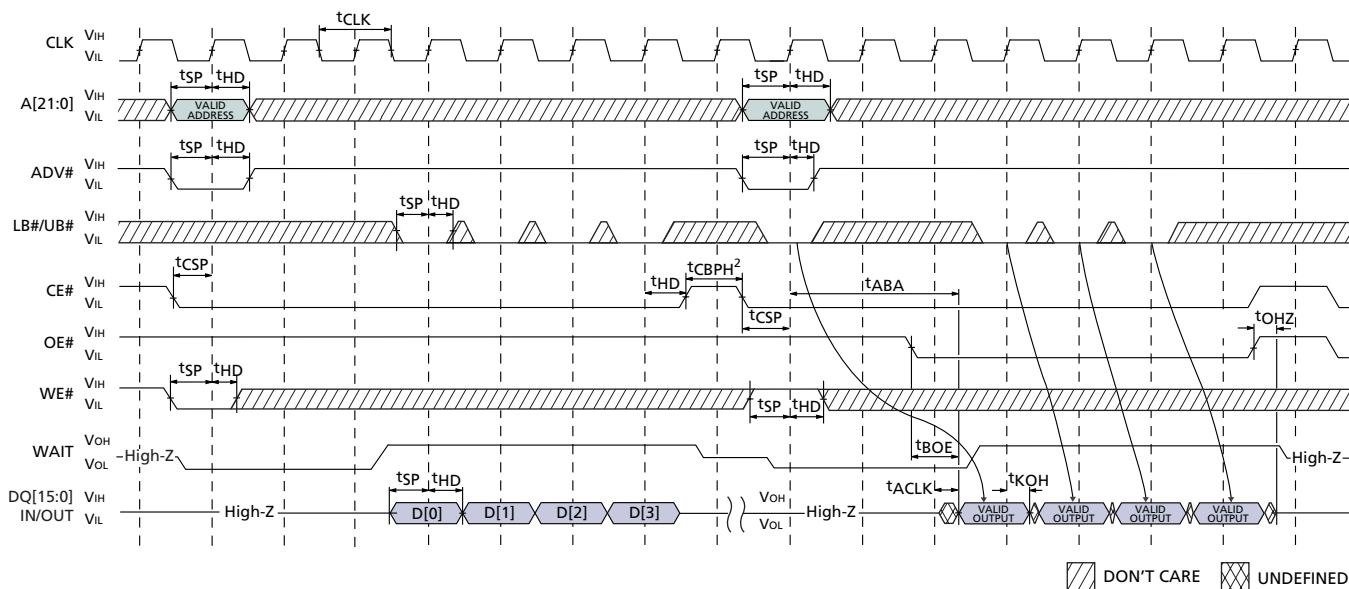 tCLK
CLK VIH
VIL
tSP tHD tSP tHD
A[21:0] VIH
VIL
VALID ADDRESS VALID ADDRESS
tSP tHD tSP tHD
ADV# VIH
VIL
tSP tHD
LB#/UB# VIH
VIL
tCSP tHD tCBPH2 tABA
CE# VIH
VIL
tCSP
OE# VIH
VIL
tOHZ
tSP tHD
WE# VIH
VIL
tSP tHD
WAIT VOH
VOL
High-Z High-Z
tBOE
tSP tHD tACLK tKOH
DQ[15:0] IN/OUT VIH
VIL
High-Z D[0] D[1] D[2] D[3] VOH
VOL
High-Z VALID OUTPUT VALID OUTPUT VALID OUTPUT VALID OUTPUT
DON'T CARE UNDEFINED